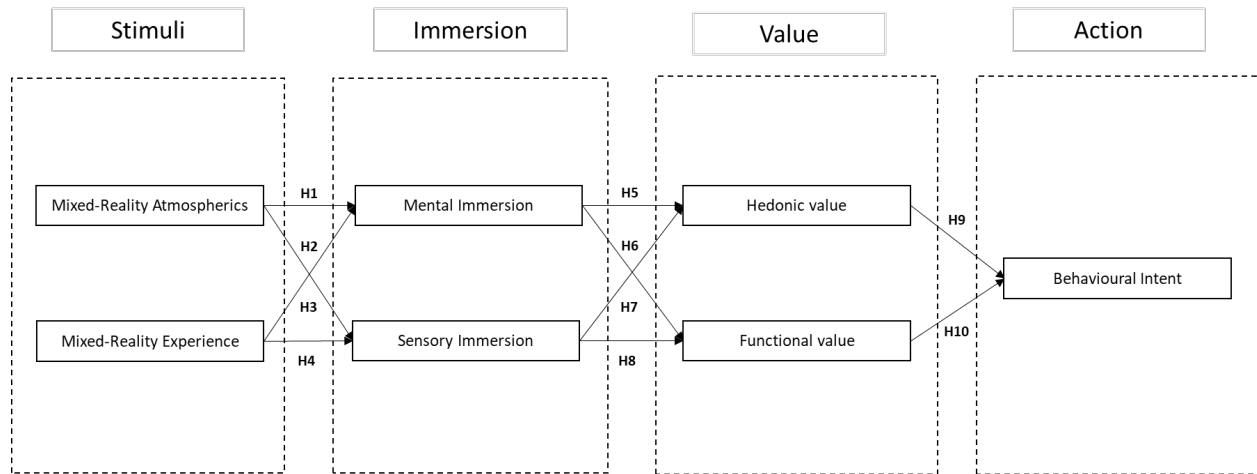 Stimuli
Immersion
Value
Action
Mixed-Reality Atmospherics
H1
Mental Immersion
H5
Hedonic value
H9
H2
H6
Behavioural Intent
H3
H7
Mixed-Reality Experience
H4
Sensory Immersion
H8
Functional value
H10